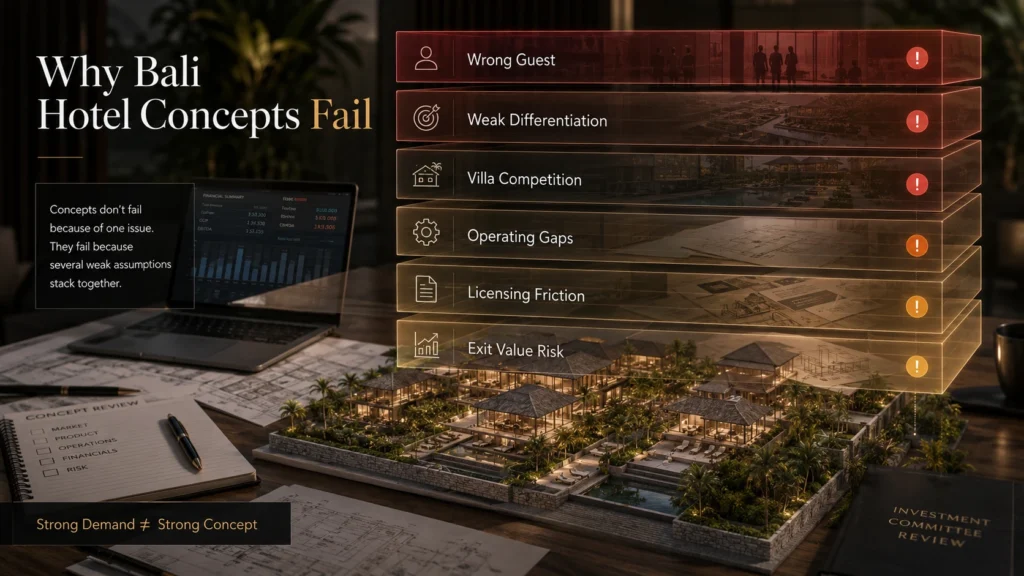 Why Bali
Hotel Concepts Fail
Concepts don't fail
because of one issue.
They fail because
several weak assumptions
stack together.
Wrong Guest
Weak Differentiation
Villa Competition
Operating Gaps
Licensing Friction
Exit Value Risk
FINANCIAL SUMMARY
CONCEPT REVIEW
MARKET
PRODUCT
OPERATIONS
FINANCIALS
RISK
Strong Demand ≠ Strong Concept
INVESTMENT
COMMITTEE
REVIEW